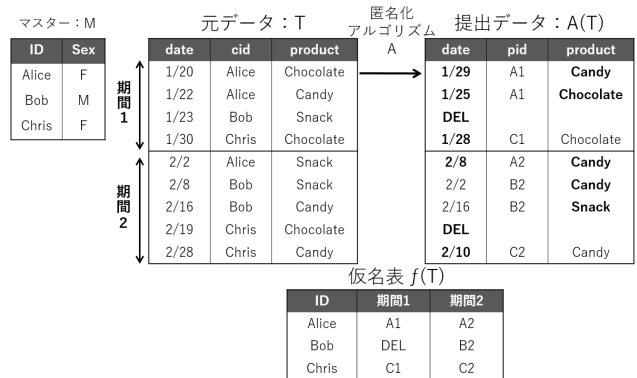 マスター：M
ID Sex
Alice F
Bob M
Chris F
元データ：T
date cid product
期間1
1/20 Alice Chocolate
1/22 Alice Candy
1/23 Bob Snack
1/30 Chris Chocolate
期間2
2/2 Alice Snack
2/8 Bob Snack
2/16 Bob Candy
2/19 Chris Chocolate
2/28 Chris Candy
匿名化
アルゴリズム
A
提出データ：A(T)
date pid product
1/29 A1 Candy
1/25 A1 Chocolate
DEL
1/28 C1 Chocolate
2/8 A2 Candy
2/2 B2 Candy
2/16 B2 Snack
DEL
2/10 C2 Candy
仮名表 f(T)
ID 期間1 期間2
Alice A1 A2
Bob DEL B2
Chris C1 C2